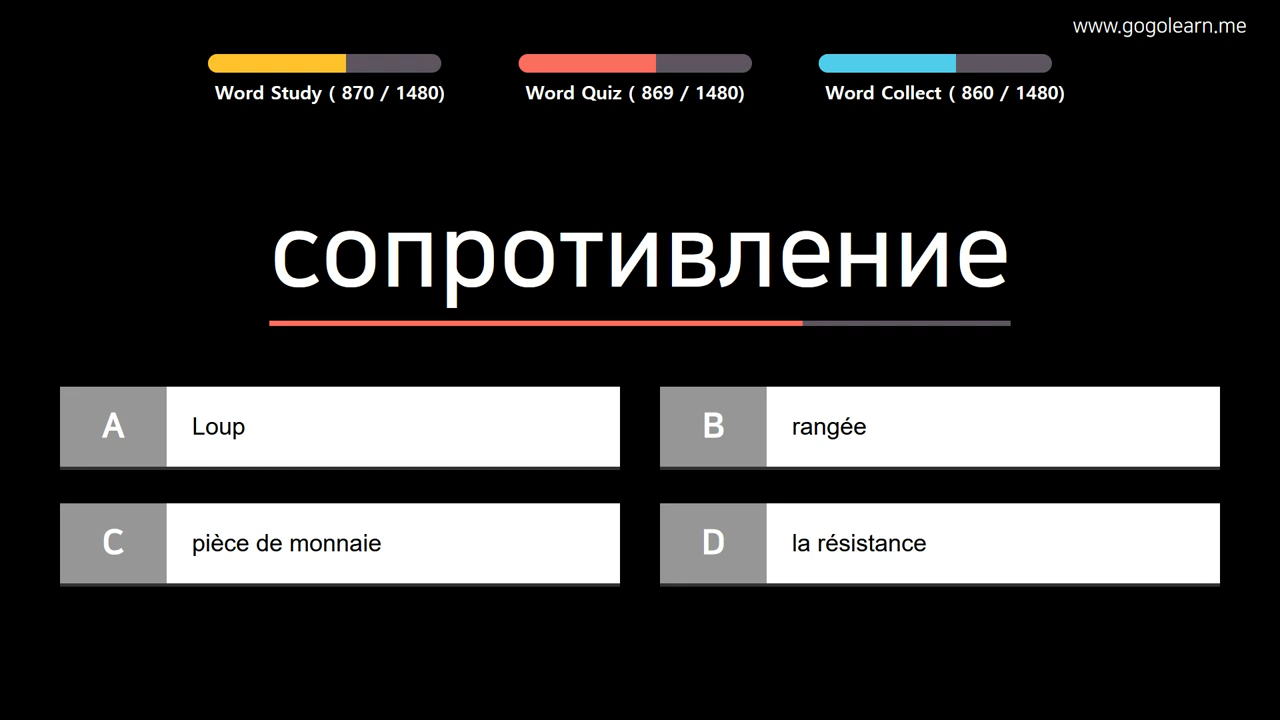 www.gogolearn.me
Word Study ( 870 / 1480)
Word Quiz ( 869 / 1480)
Word Collect ( 860 / 1480)
сопротивление
A
Loup
B
rangée
C
pièce de monnaie
D
la résistance